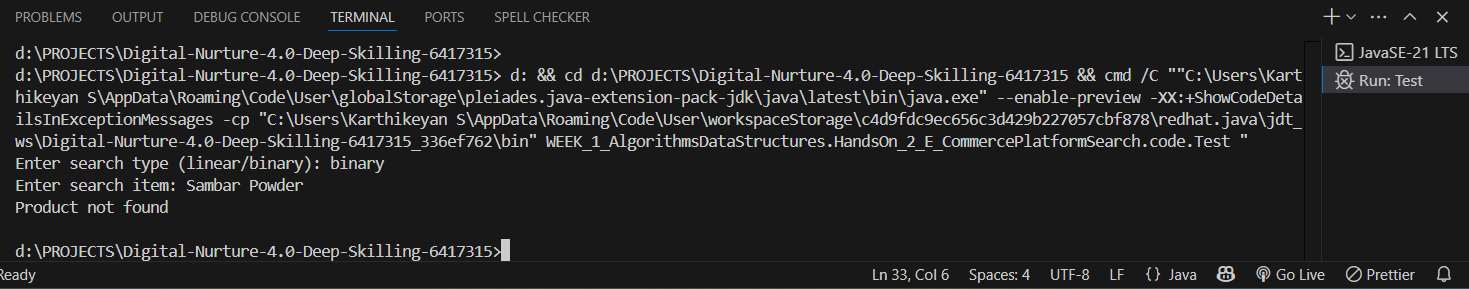 PROBLEMS OUTPUT DEBUG CONSOLE TERMINAL PORTS SPELL CHECKER
d:\PROJECTS\Digital-Nurture-4.0-Deep-Skilling-6417315>
d:\PROJECTS\Digital-Nurture-4.0-Deep-Skilling-6417315> d: && cd d:\PROJECTS\Digital-Nurture-4.0-Deep-Skilling-6417315 && cmd /C ""C:\Users\Kart
hikeyan S\AppData\Roaming\Code\User\globalStorage\pleiades.java-extension-pack-jdk\java\latest\bin\java.exe" --enable-preview -XX:+ShowCodeDeta
ilsInExceptionMessages -cp "C:\Users\Karthikeyan S\AppData\Roaming\Code\User\workspaceStorage\c4d9fdc9ec656c3d429b227057cbf878\redhat.java\jdt_
ws\Digital-Nurture-4.0-Deep-Skilling-6417315_336ef762\bin" WEEK_1_AlgorithmsDataStructures.HandsOn_2_E_CommercePlatformSearch.code.Test "
Enter search type (linear/binary): binary
Enter search item: Sambar Powder
Product not found
d:\PROJECTS\Digital-Nurture-4.0-Deep-Skilling-6417315>
JavaSE-21 LTS
Run: Test
Ready Ln 33, Col 6 Spaces: 4 UTF-8 LF {} Java Go Live Prettier